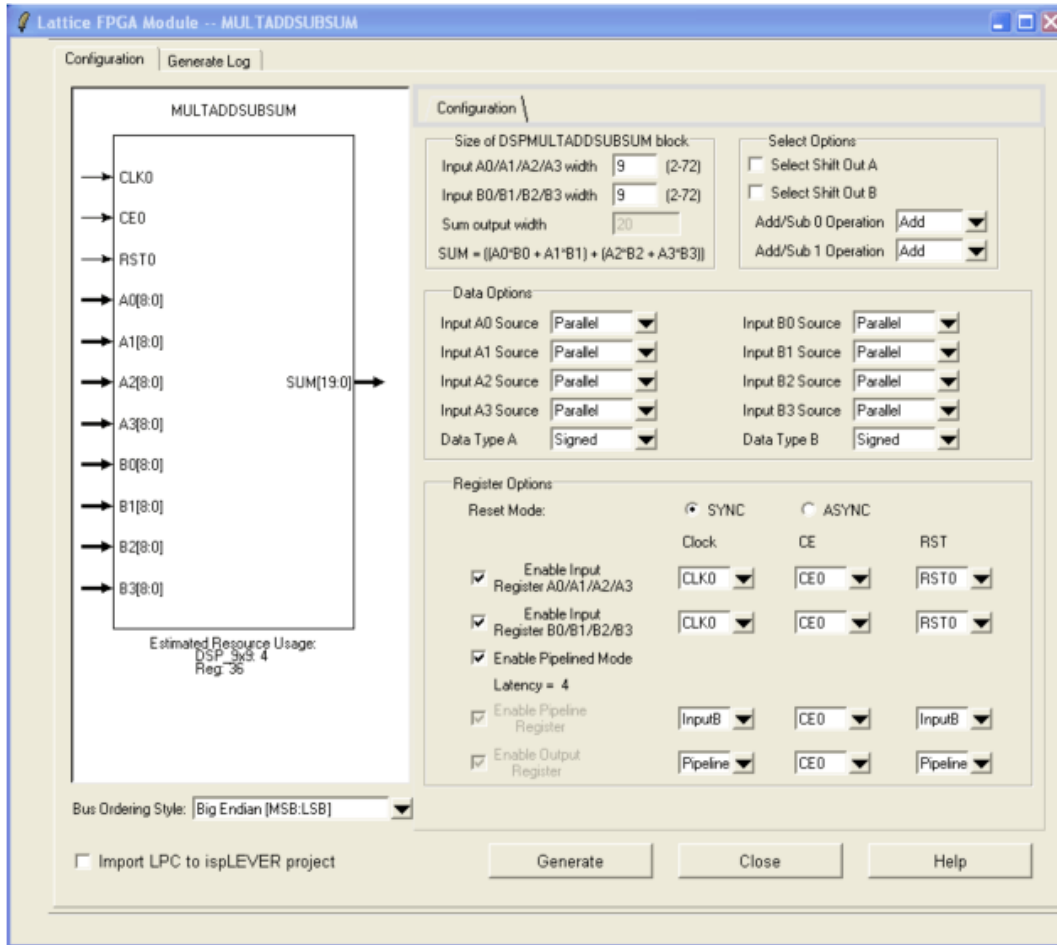 Lattice FPGA Module -- MULTADDSUBSUM
Configuration Generate Log
MULTADDSUBSUM
CLK0
CE0
RST0
A0[8:0]
A1[8:0]
A2[8:0] SUM[19:0]
A3[8:0]
B0[8:0]
B1[8:0]
B2[8:0]
B3[8:0]
Estimated Resource Usage:
DSP_9x9: 4
Reg: 36
Bus Ordering Style: Big Endian [MSB:LSB]
Import LPC to ispLEVER project
Configuration
Size of DSPMULTADDSUBSUM block
Input A0/A1/A2/A3 width 9 (2-72)
Input B0/B1/B2/B3 width 9 (2-72)
Sum output width 20
SUM = ((A0*B0 + A1*B1) + (A2*B2 + A3*B3))
Select Options
Select Shift Out A
Select Shift Out B
Add/Sub 0 Operation Add
Add/Sub 1 Operation Add
Data Options
Input A0 Source Parallel Input B0 Source Parallel
Input A1 Source Parallel Input B1 Source Parallel
Input A2 Source Parallel Input B2 Source Parallel
Input A3 Source Parallel Input B3 Source Parallel
Data Type A Signed Data Type B Signed
Register Options
Reset Mode: SYNC ASYNC
Clock CE RST
Enable Input
Register A0/A1/A2/A3 CLK0 CE0 RST0
Enable Input
Register B0/B1/B2/B3 CLK0 CE0 RST0
Enable Pipelined Mode
Latency = 4
Enable Pipeline
Register InputB CE0 InputB
Enable Output
Register Pipeline CE0 Pipeline
Generate Close Help